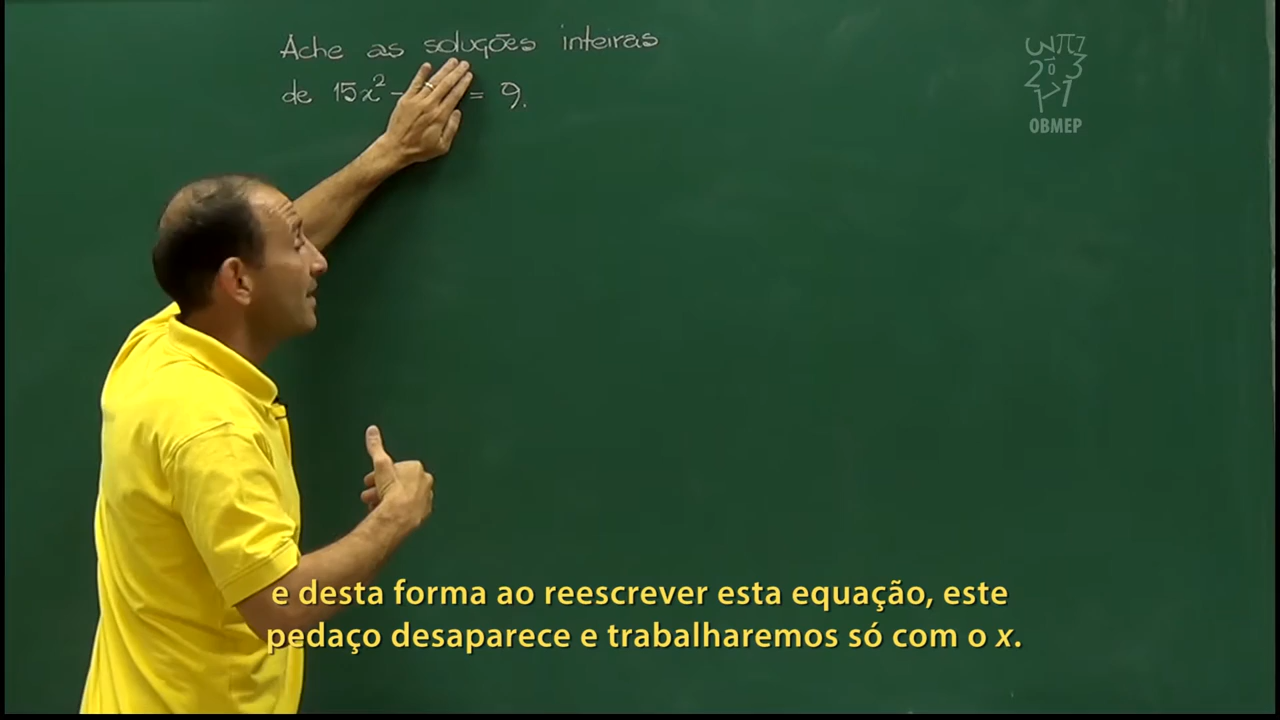 Ache as soluções inteiras
de 15x² - = 9.
OBMEP
e desta forma ao reescrever esta equação, este
pedaço desaparece e trabalharemos só com o x.